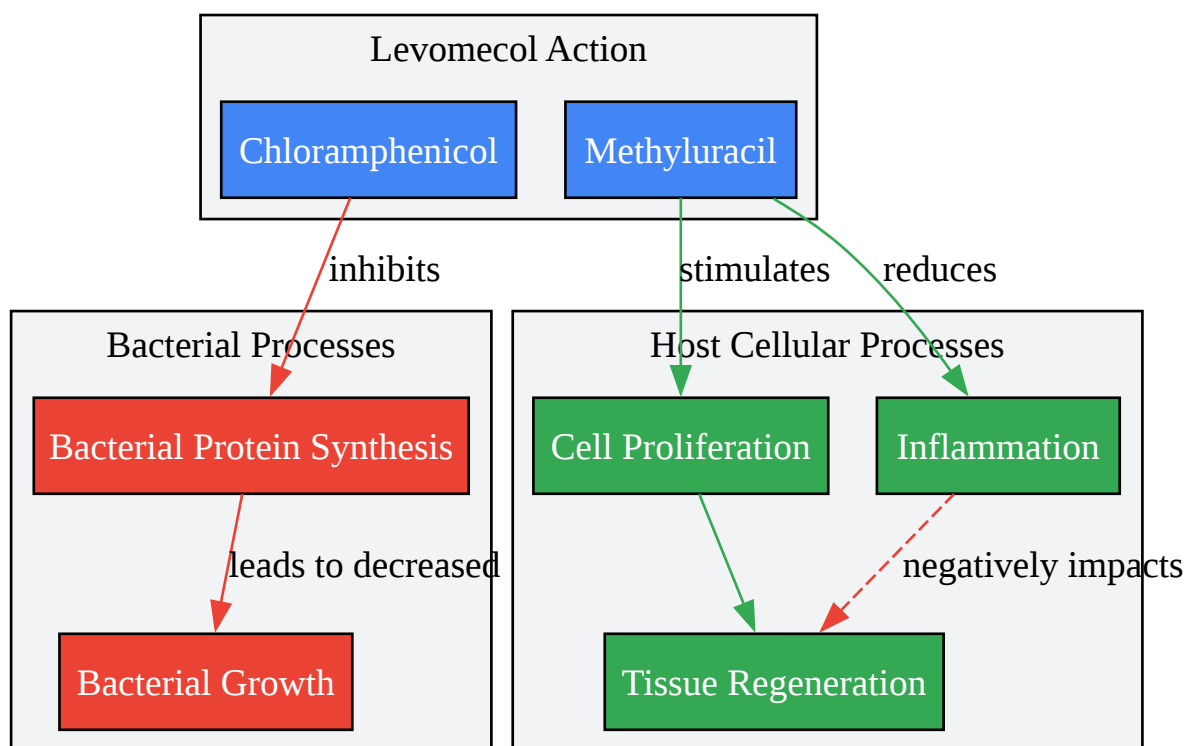 Levomecol Action
Chloramphenicol
Methyluracil
inhibits
stimulates
reduces
Bacterial Processes
Host Cellular Processes
Bacterial Protein Synthesis
Cell Proliferation
Inflammation
leads to decreased
negatively impacts
Bacterial Growth
Tissue Regeneration